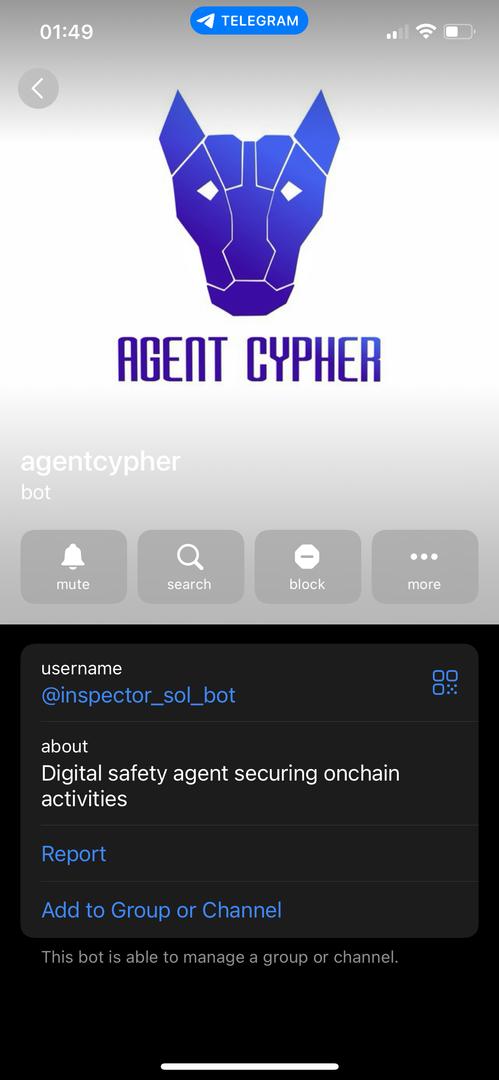 01:49
TELEGRAM
AGENT CYPHER
agentcypher
bot
mute
search
block
more
username
@inspector_sol_bot
about
Digital safety agent securing onchain
activities
Report
Add to Group or Channel
This bot is able to manage a group or channel.